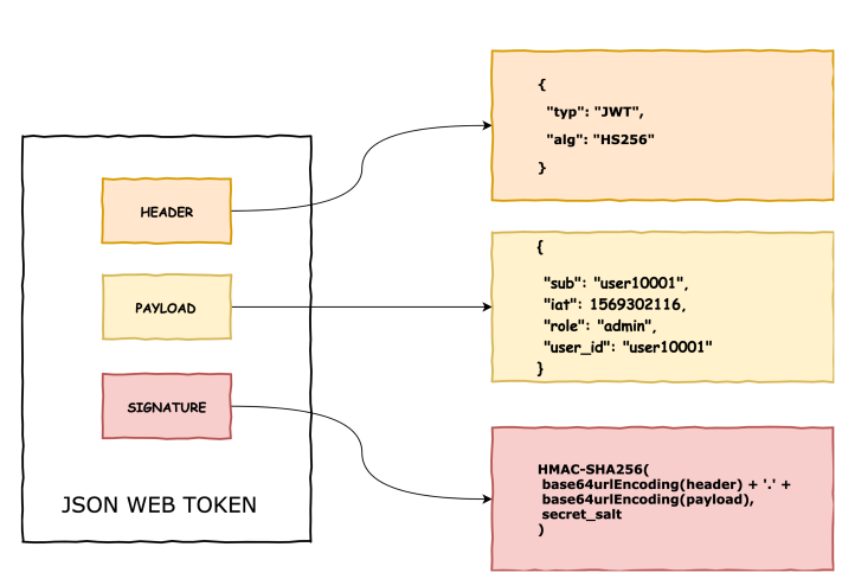 HEADER
PAYLOAD
SIGNATURE
JSON WEB TOKEN
{
"typ": "JWT",
"alg": "HS256"
}
{
"sub": "user10001",
"iat": 1569302116,
"role": "admin",
"user_id": "user10001"
}
HMAC-SHA256(
base64urlEncoding(header) + '.' +
base64urlEncoding(payload),
secret_salt
)